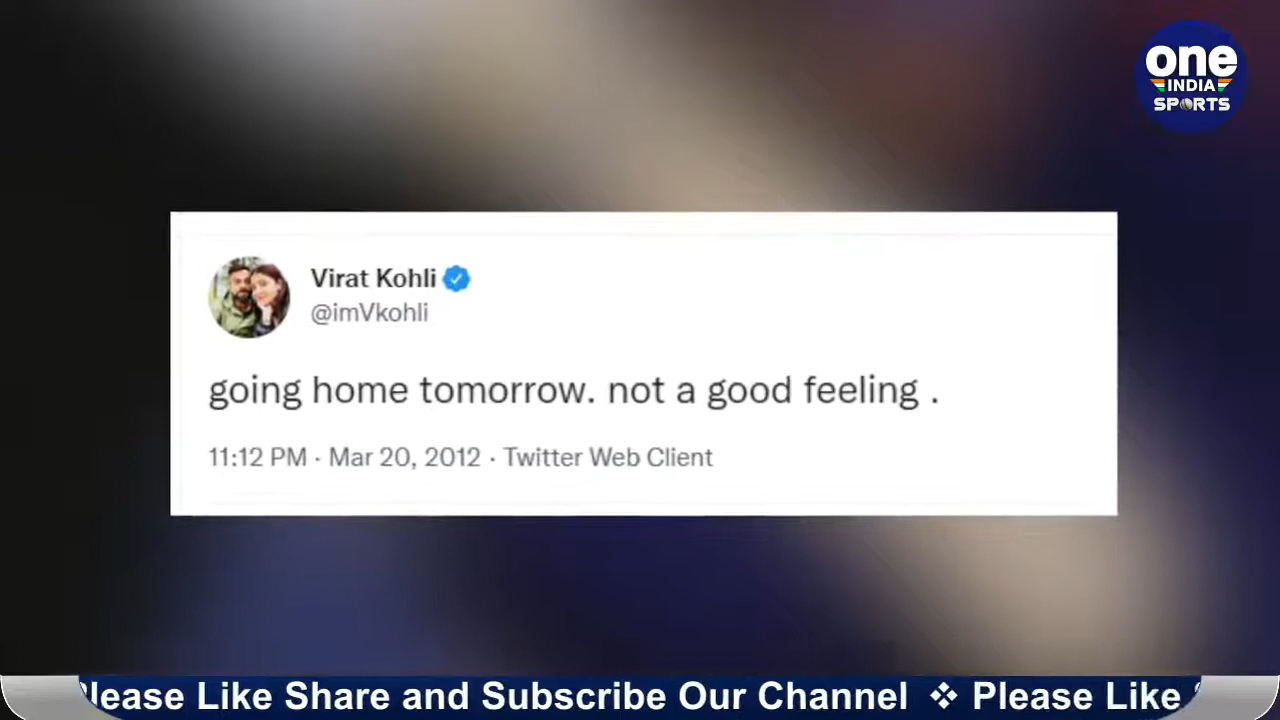 one
INDIA
SPORTS
Virat Kohli
@imVkohli
going home tomorrow. not a good feeling .
11:12 PM · Mar 20, 2012 · Twitter Web Client
lease Like Share and Subscribe Our Channel ❖ Please Like